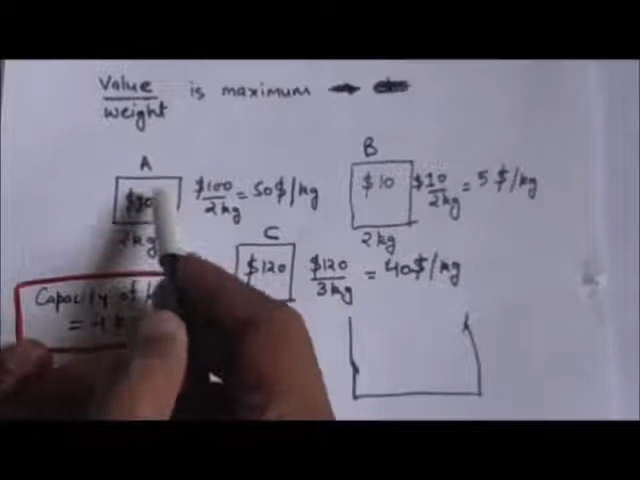 Value
weight is maximum
A
$100/2kg = 50$/kg
2kg
B
$10
$10/2kg = 5 $/kg
2kg
C
$120
$120/3kg = 40$/kg
Capacity of
= 4